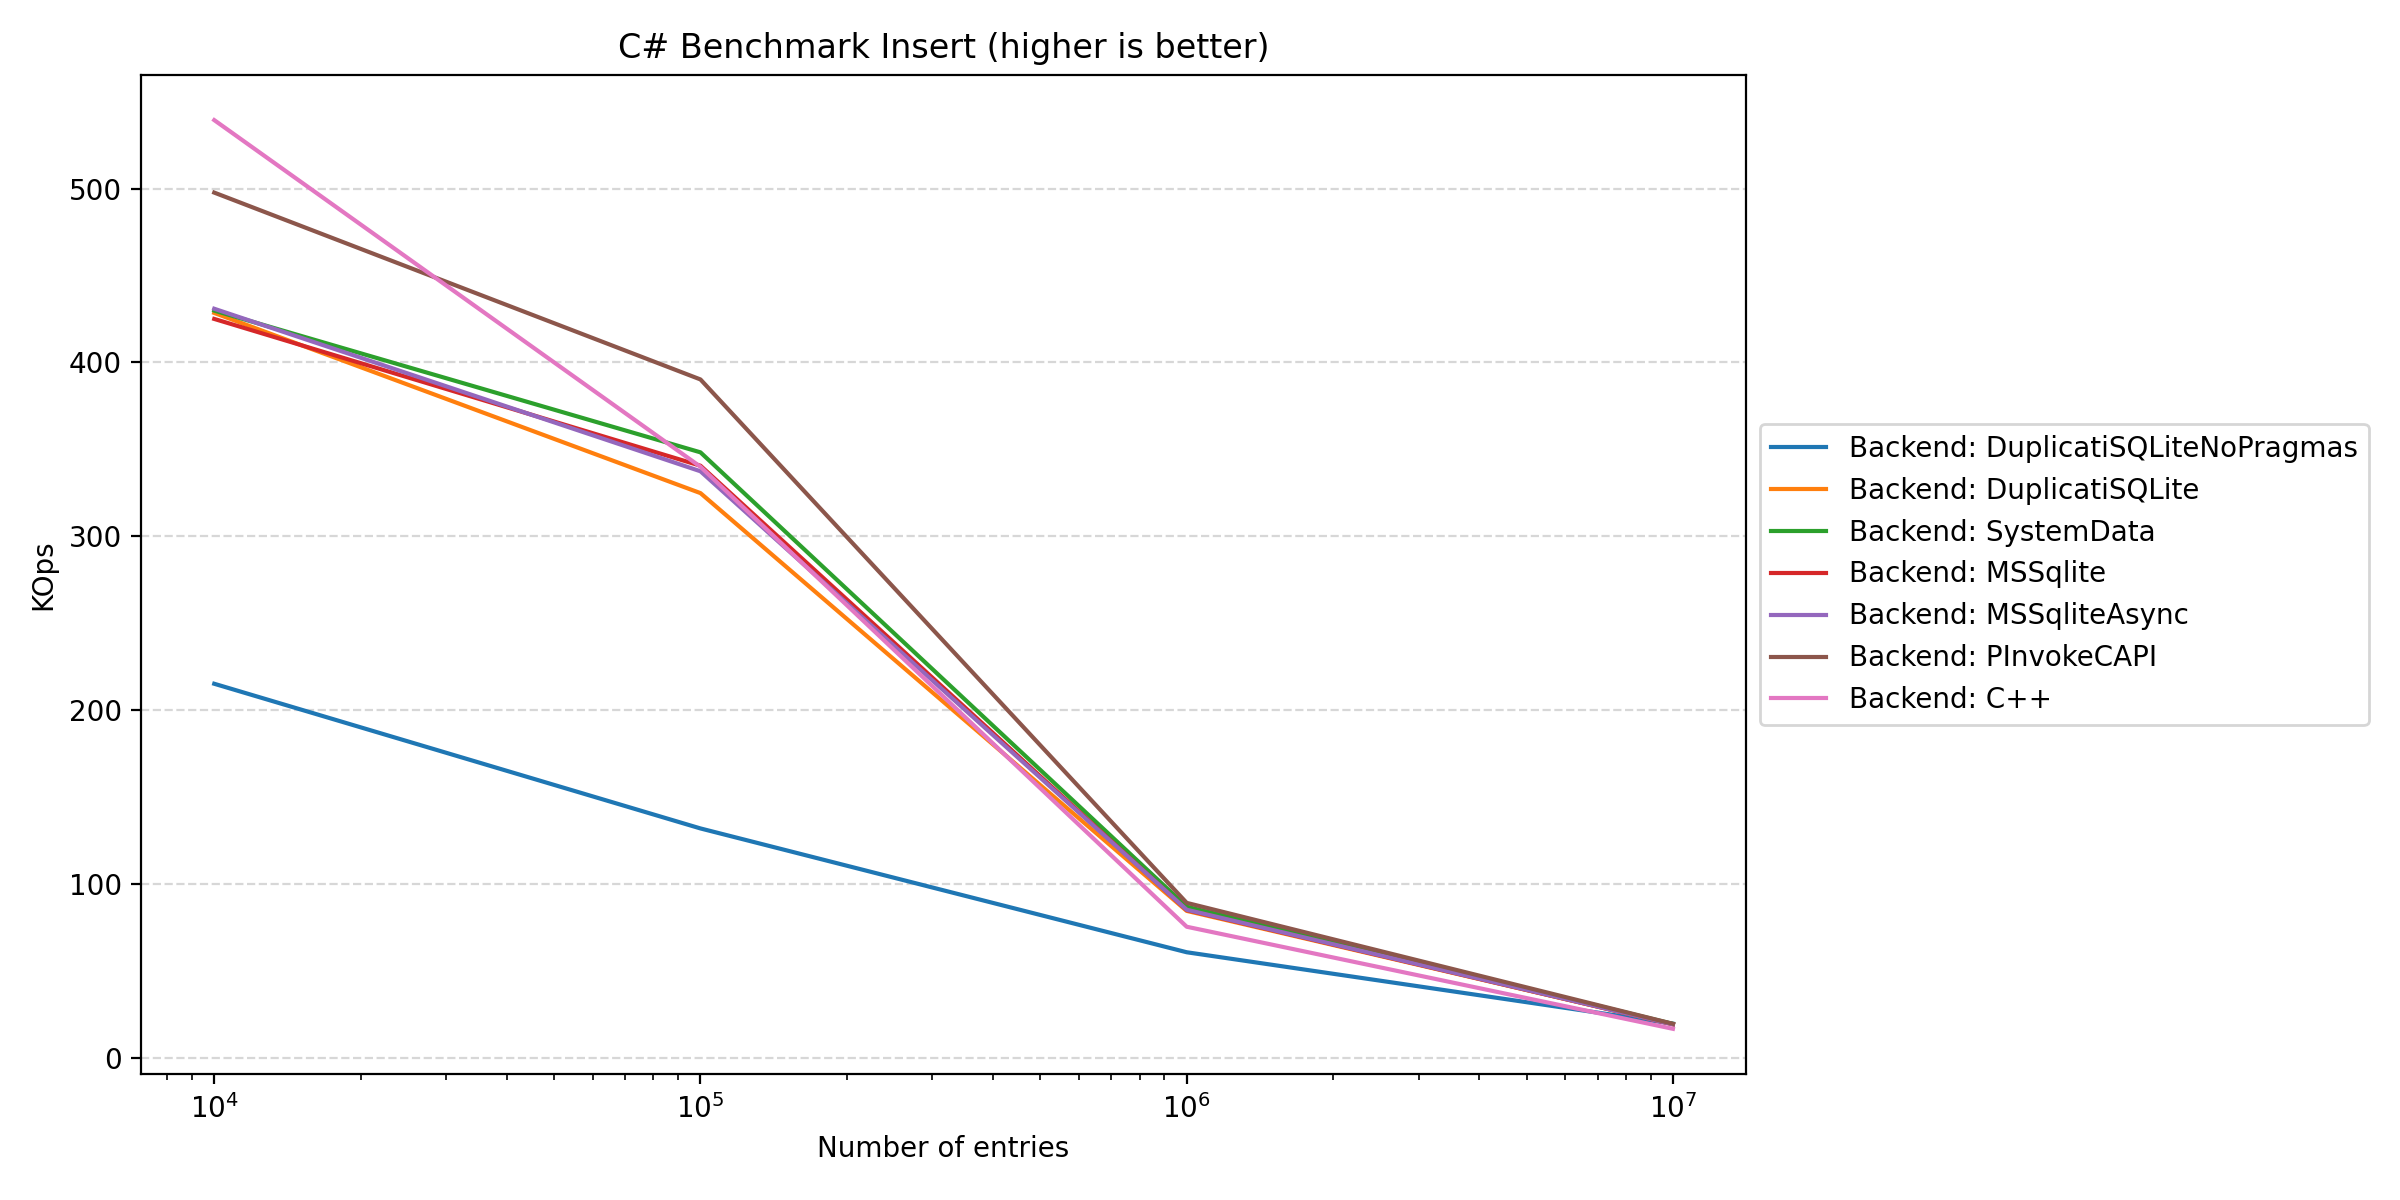 C# Benchmark Insert (higher is better)
KOps
500
400
300
200
100
0
10⁴ 10⁵ 10⁶ 10⁷
Number of entries
Backend: DuplicatiSQLiteNoPragmas
Backend: DuplicatiSQLite
Backend: SystemData
Backend: MSSqlite
Backend: MSSqliteAsync
Backend: PInvokeCAPI
Backend: C++